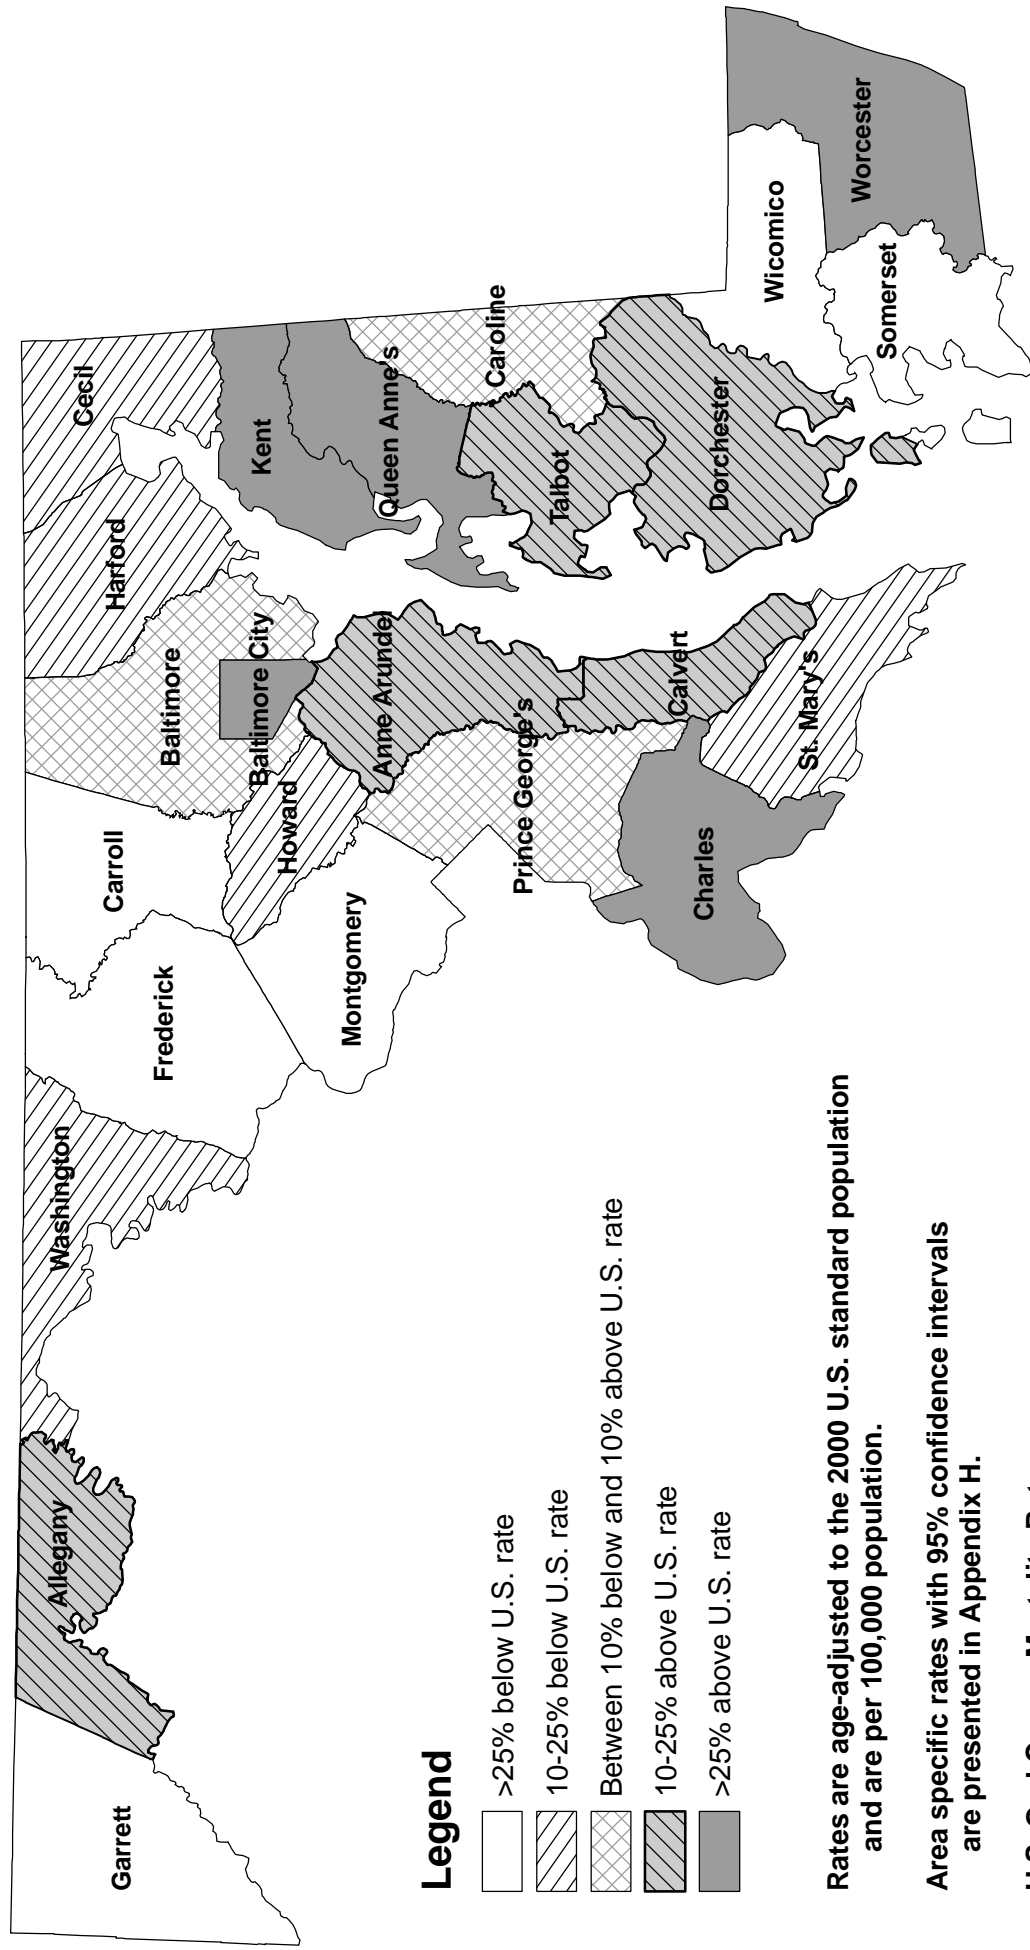 Garrett
Allegany
Washington
Frederick
Carroll
Baltimore
Harford
Cecil
Baltimore City
Howard
Montgomery
Kent
Queen Anne's
Anne Arundel
Prince George's
Caroline
Talbot
Calvert
Charles
St. Mary's
Dorchester
Wicomico
Somerset
Worcester
Legend
>25% below U.S. rate
10-25% below U.S. rate
Between 10% below and 10% above U.S. rate
10-25% above U.S. rate
>25% above U.S. rate
Rates are age-adjusted to the 2000 U.S. standard population
and are per 100,000 population.
Area specific rates with 95% confidence intervals
are presented in Appendix H.